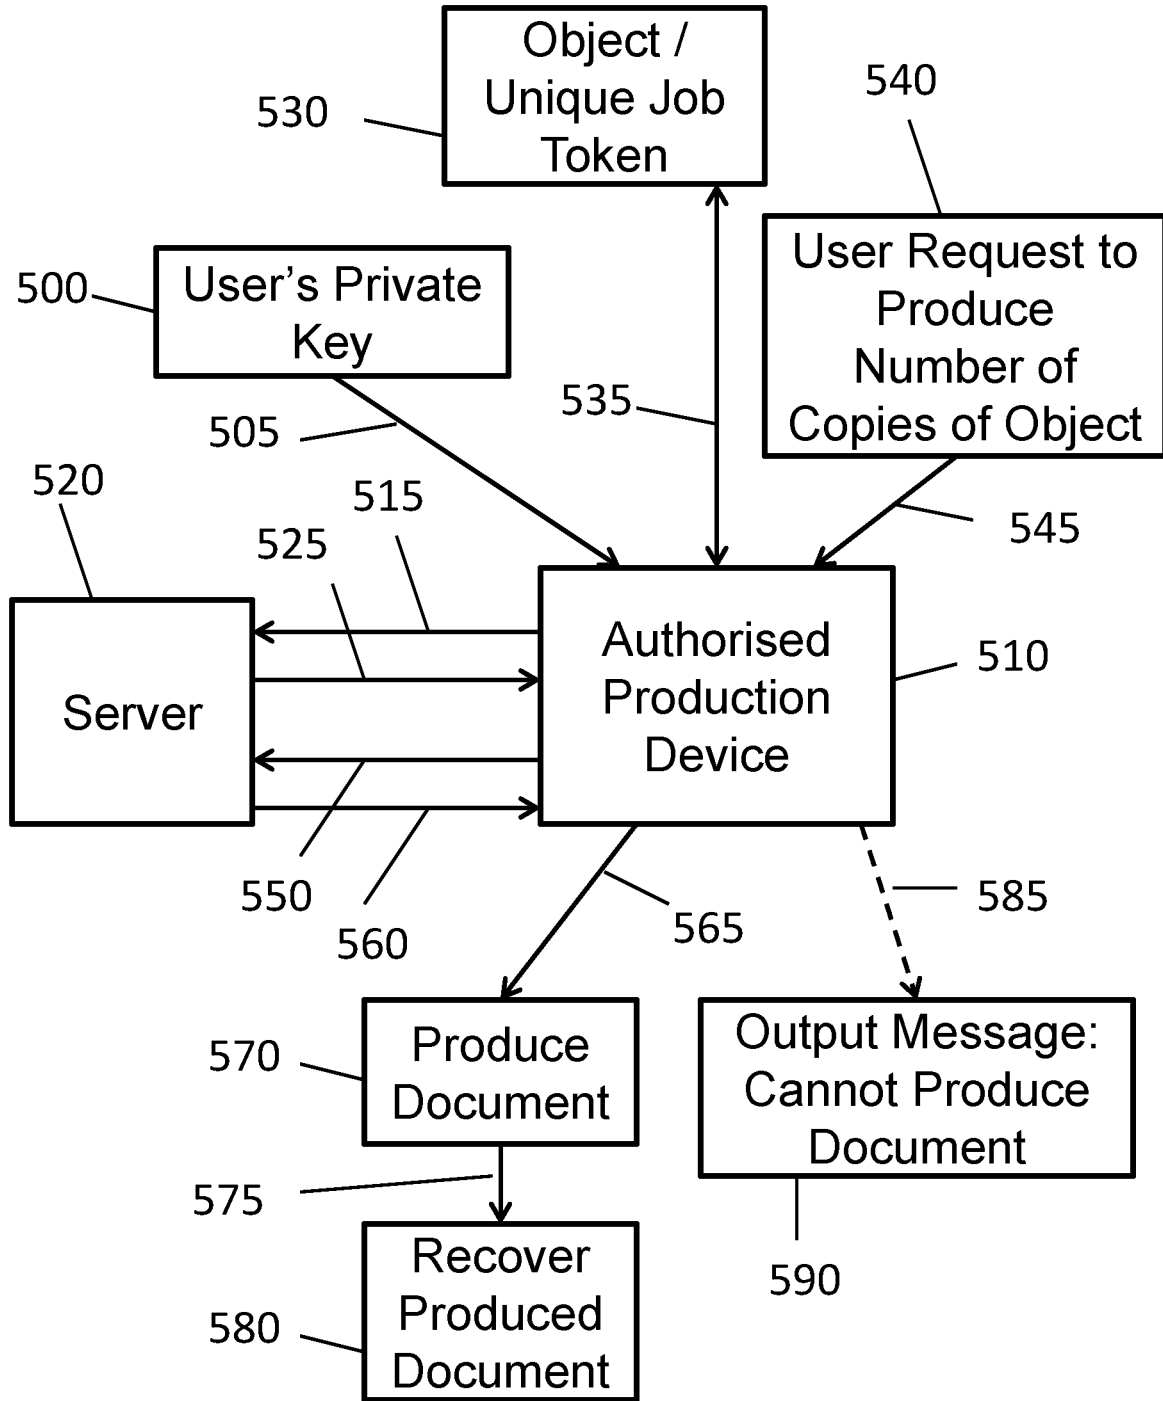 Object /
Unique Job
Token
530
540
User Request to
Produce
Number of
Copies of Object
User's Private
Key
500
535
505
545
520
515
525
Server
Authorised
Production
Device
510
550
560
565
585
Produce
Document
570
Output Message:
Cannot Produce
Document
575
590
Recover
Produced
Document
580